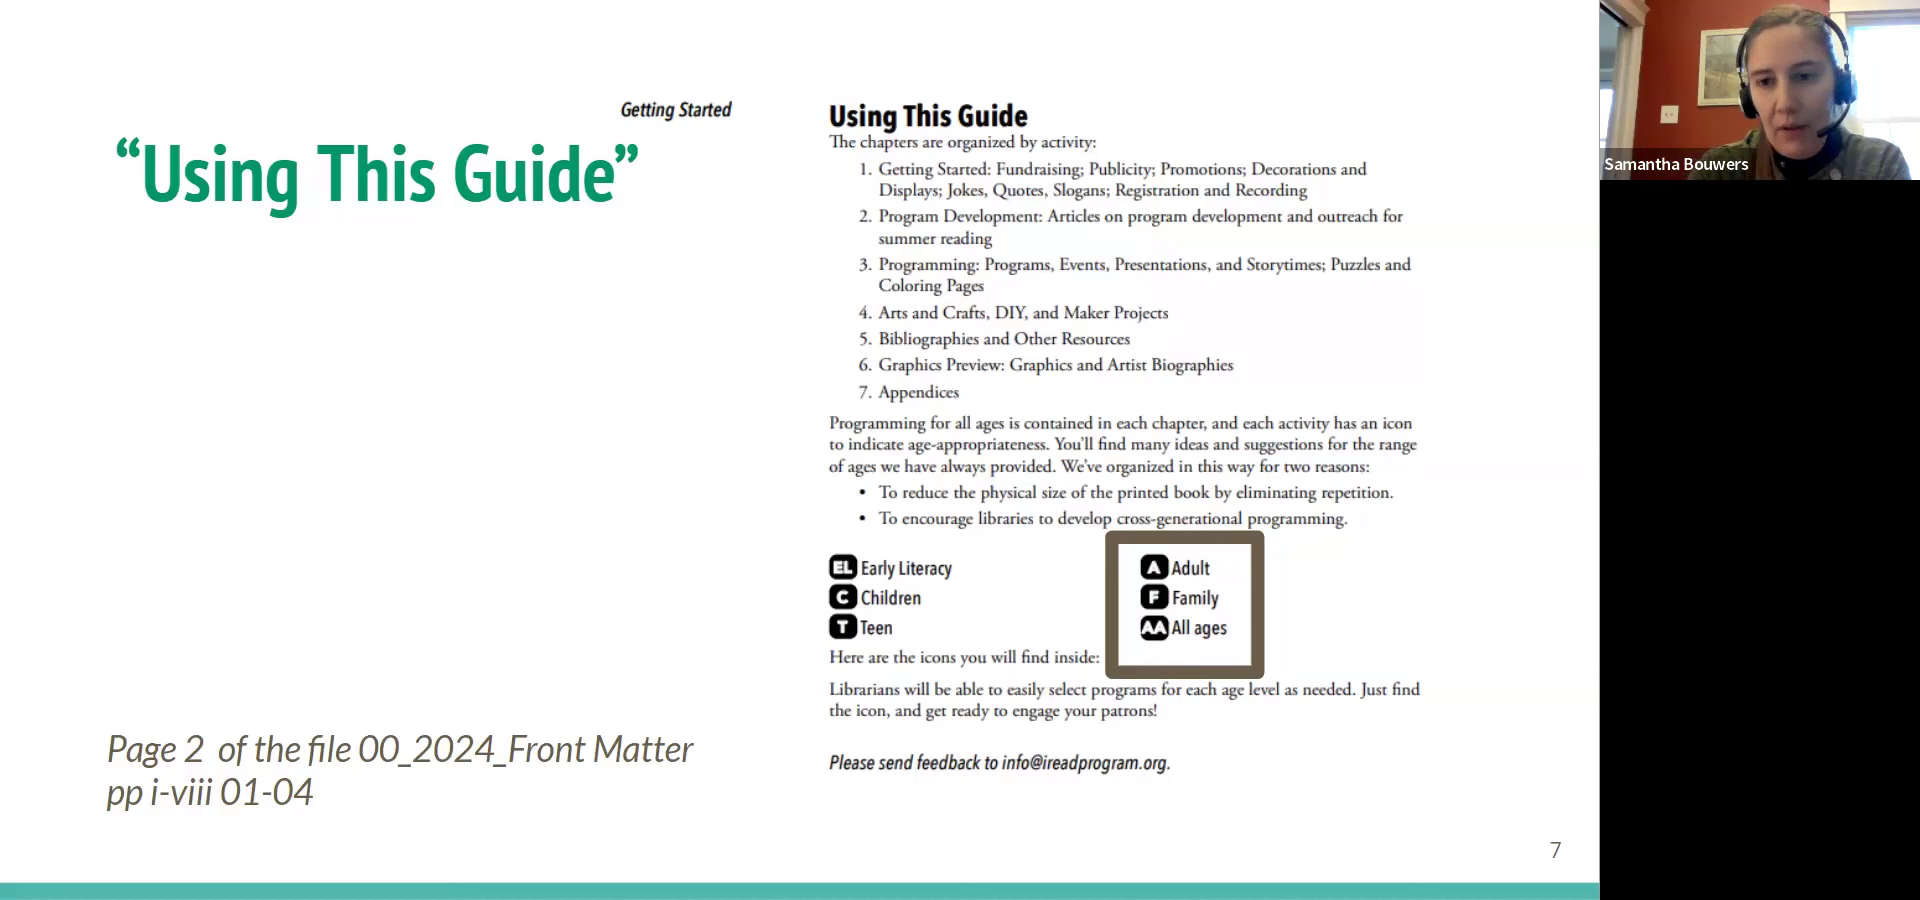 Getting Started
“Using This Guide”
Using This Guide
The chapters are organized by activity:
1. Getting Started: Fundraising; Publicity; Promotions; Decorations and
Displays; Jokes, Quotes, Slogans; Registration and Recording
2. Program Development: Articles on program development and outreach for
summer reading
3. Programming: Programs, Events, Presentations, and Storytimes; Puzzles and
Coloring Pages
4. Arts and Crafts, DIY, and Maker Projects
5. Bibliographies and Other Resources
6. Graphics Preview: Graphics and Artist Biographies
7. Appendices
Programming for all ages is contained in each chapter, and each activity has an icon
to indicate age-appropriateness. You’ll find many ideas and suggestions for the range
of ages we have always provided. We’ve organized in this way for two reasons:
• To reduce the physical size of the printed book by eliminating repetition.
• To encourage libraries to develop cross-generational programming.
EL Early Literacy
C Children
T Teen
A Adult
F Family
AA All ages
Here are the icons you will find inside:
Librarians will be able to easily select programs for each age level as needed. Just find
the icon, and get ready to engage your patrons!
Please send feedback to info@ireadprogram.org.
Page 2 of the file 00_2024_Front Matter
pp i-viii 01-04
7
Samantha Bouwers